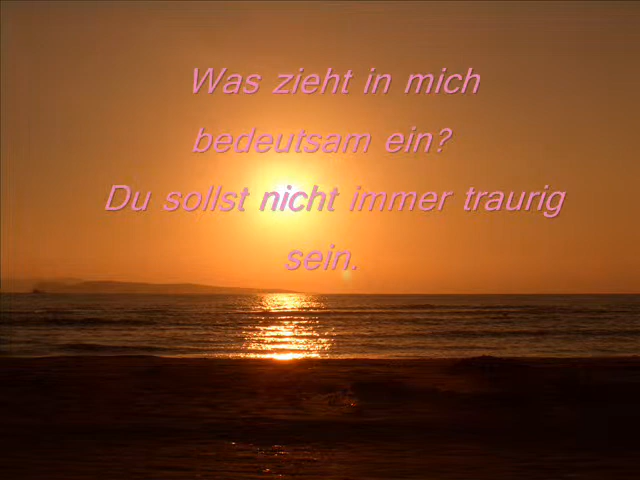 Was zieht in mich
bedeutsam ein?
Du sollst nicht immer traurig
sein.